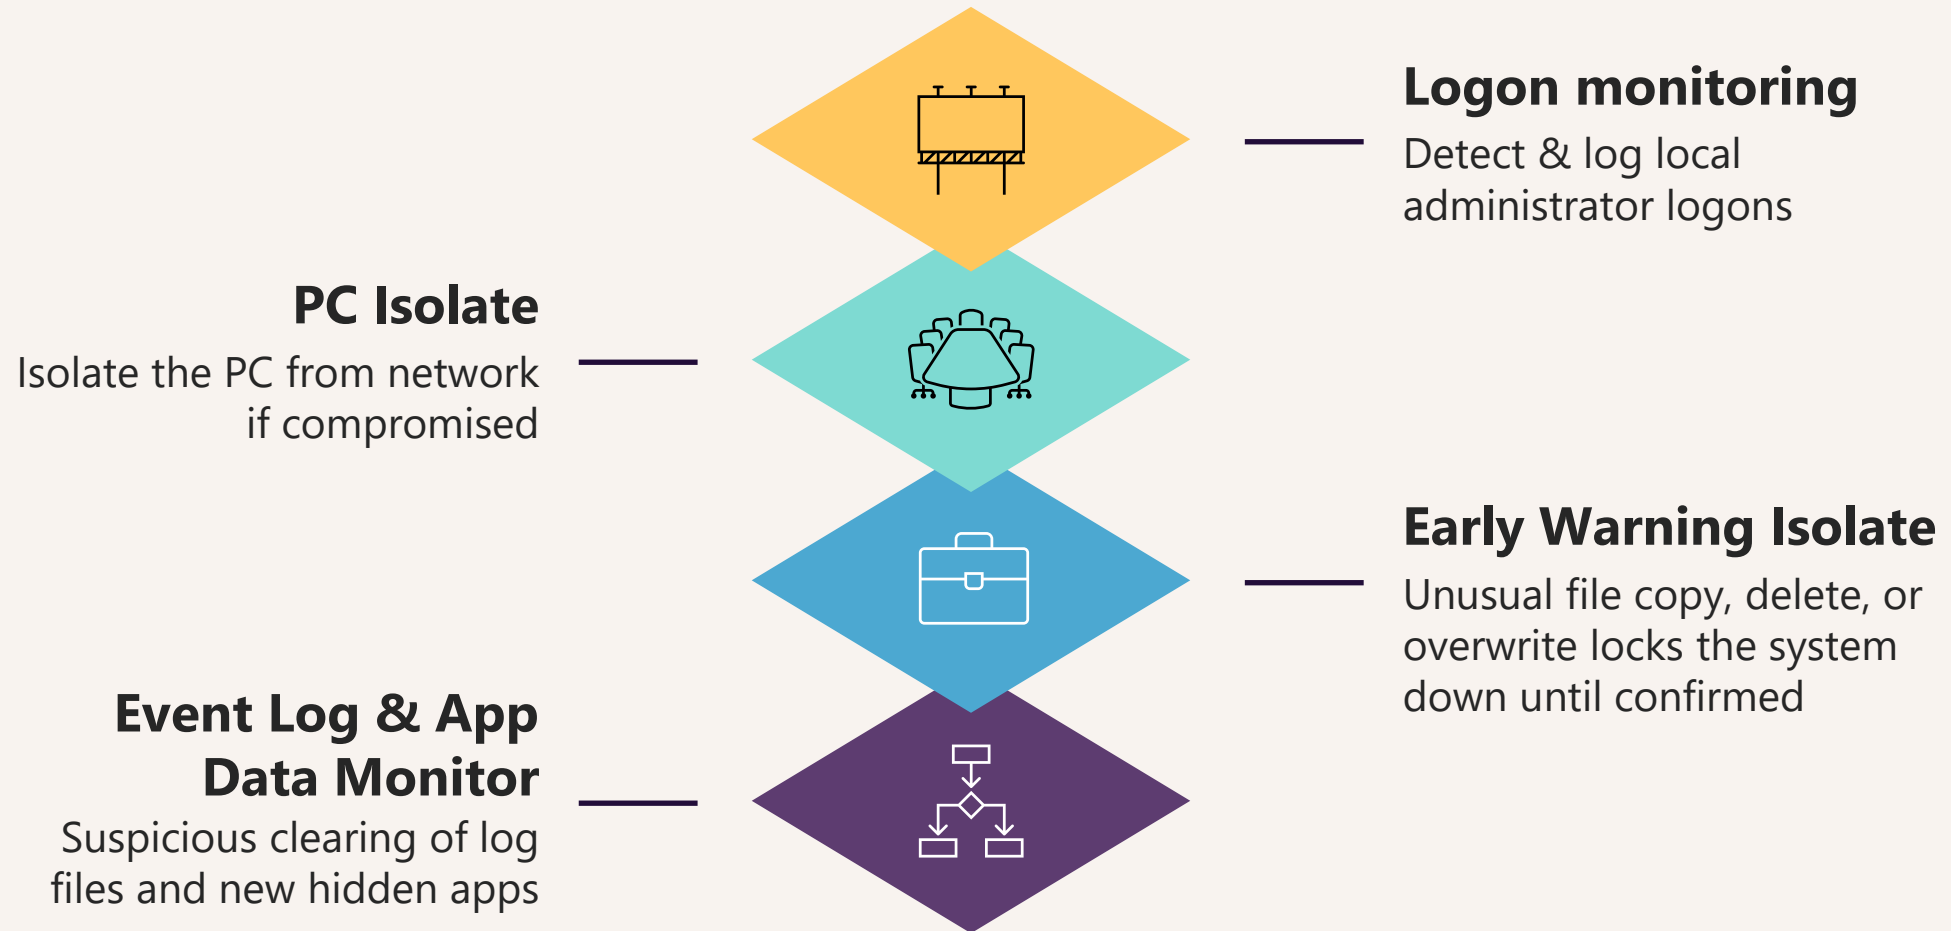 Logon monitoring
Detect & log local
administrator logons
PC Isolate
Isolate the PC from network
if compromised
Early Warning Isolate
Unusual file copy, delete, or
overwrite locks the system
down until confirmed
Event Log & App
Data Monitor
Suspicious clearing of log
files and new hidden apps